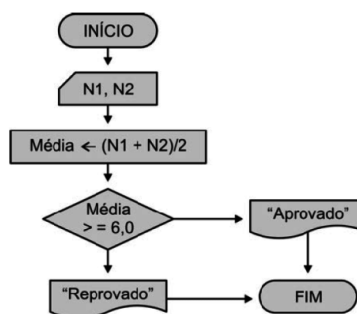 INÍCIO
N1, N2
Média ← (N1 + N2)/2
Média
> = 6,0
“Aprovado”
“Reprovado”
FIM